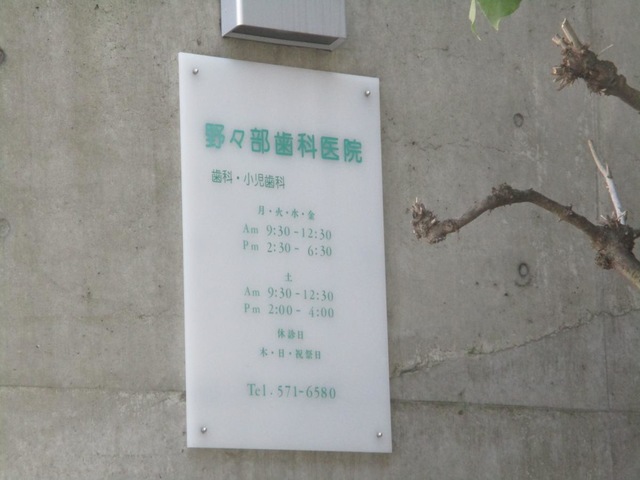 野々部歯科医院
歯科・小児歯科
月・火・水・金
Am 9:30-12:30
Pm 2:30- 6:30
土
Am 9:30-12:30
Pm 2:00- 4:00
休診日
木・日・祝祭日
Tel. 571-6580